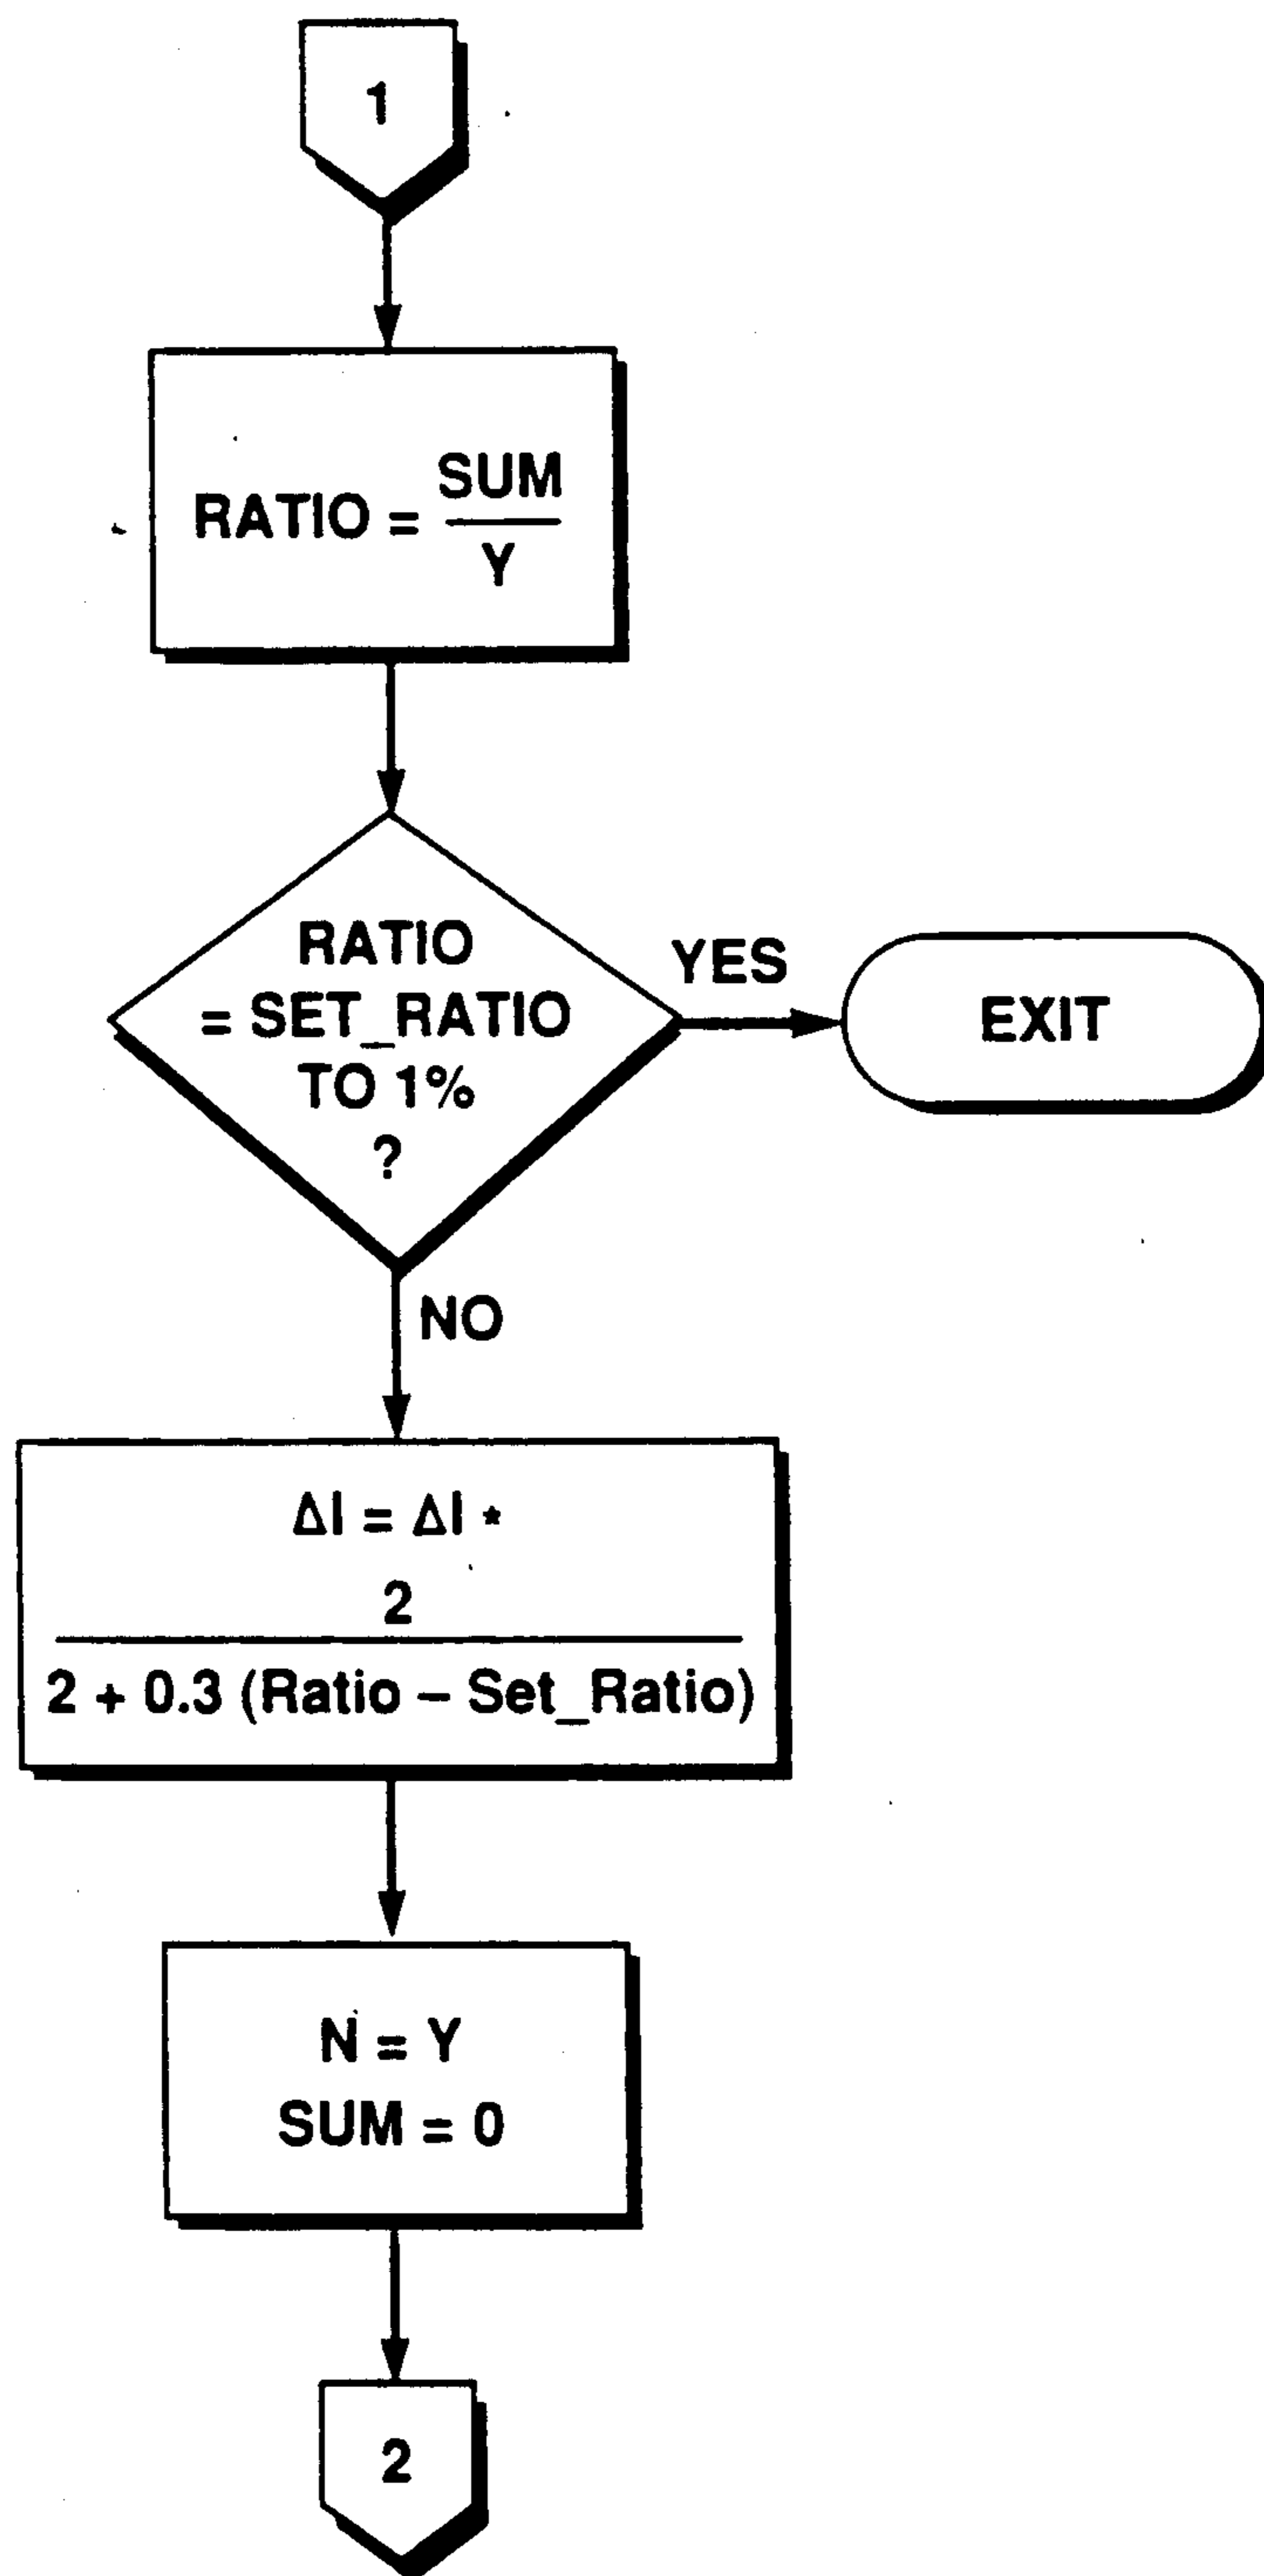 1
RATIO = SUM
Y
RATIO
= SET_RATIO
TO 1%
?
YES
EXIT
NO
ΔI = ΔI *
2
2 + 0.3 (Ratio – Set_Ratio)
N = Y
SUM = 0
2